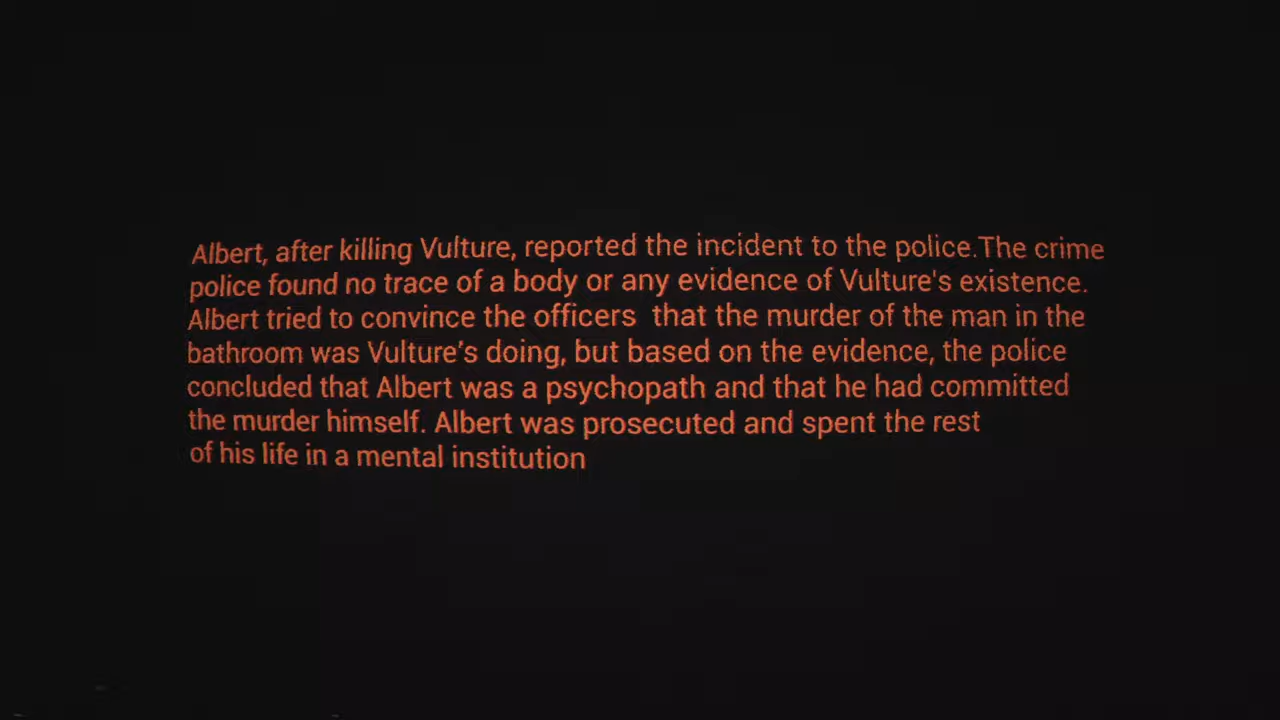 Albert, after killing Vulture, reported the incident to the police.The crime
police found no trace of a body or any evidence of Vulture's existence.
Albert tried to convince the officers  that the murder of the man in the
bathroom was Vulture's doing, but based on the evidence, the police
concluded that Albert was a psychopath and that he had committed
the murder himself. Albert was prosecuted and spent the rest
of his life in a mental institution